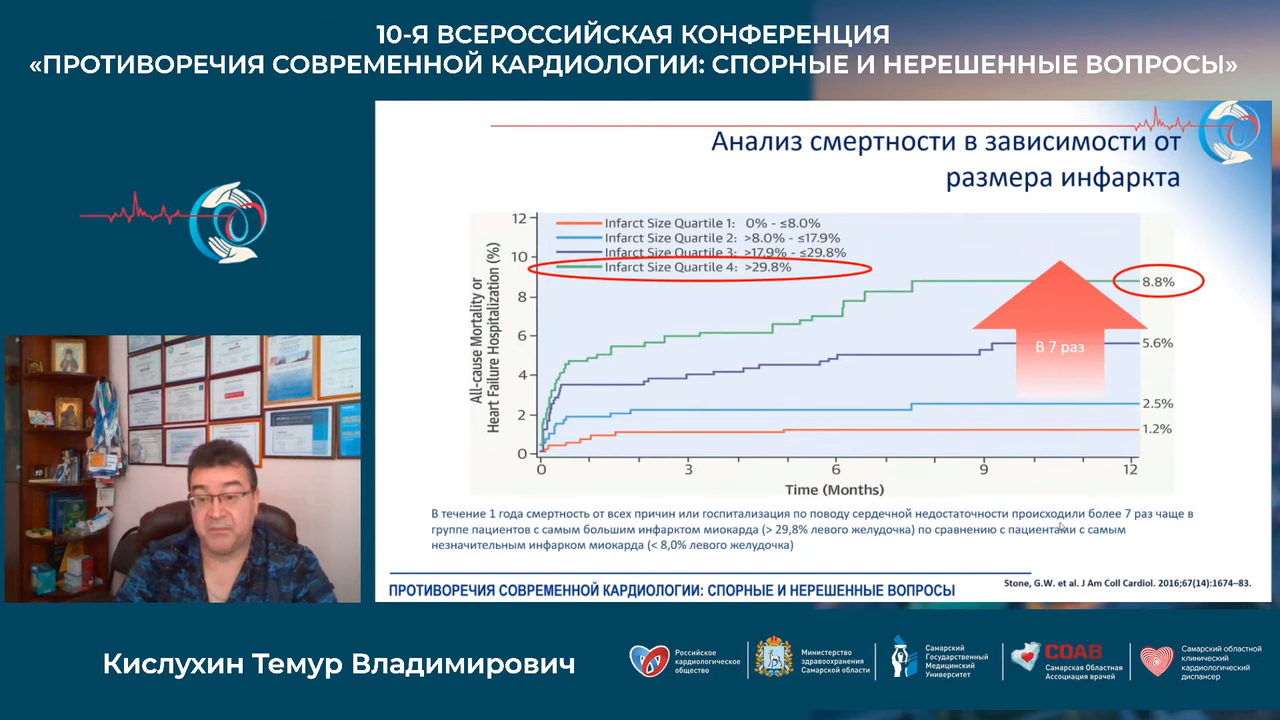 10-Я ВСЕРОССИЙСКАЯ КОНФЕРЕНЦИЯ
«ПРОТИВОРЕЧИЯ СОВРЕМЕННОЙ КАРДИОЛОГИИ: СПОРНЫЕ И НЕРЕШЕННЫЕ ВОПРОСЫ»
Анализ смертности в зависимости от
размера инфаркта
All-cause Mortality or
Heart Failure Hospitalization (%)
12
10
8
6
4
2
0
Infarct Size Quartile 1: 0% - ≤8.0%
Infarct Size Quartile 2: >8.0% - ≤17.9%
Infarct Size Quartile 3: >17.9% - ≤29.8%
Infarct Size Quartile 4: >29.8%
8.8%
5.6%
2.5%
1.2%
В 7 раз
0 3 6 9 12
Time (Months)
В течение 1 года смертность от всех причин или госпитализация по поводу сердечной недостаточности происходили более 7 раз чаще в
группе пациентов с самым большим инфарктом миокарда (> 29,8% левого желудочка) по сравнению с пациентами с самым
незначительным инфарком миокарда (< 8,0% левого желудочка)
Stone, G.W. et al. J Am Coll Cardiol. 2016;67(14):1674–83.
ПРОТИВОРЕЧИЯ СОВРЕМЕННОЙ КАРДИОЛОГИИ: СПОРНЫЕ И НЕРЕШЕННЫЕ ВОПРОСЫ
Кислухин Темур Владимирович
Российское
кардиологическое
общество
Министерство
здравоохранения
Самарской области
Самарский
Государственный
Медицинский
Университет
СОАВ
Самарская Областная
Ассоциация врачей
Самарский областной
клинический
кардиологический
диспансер